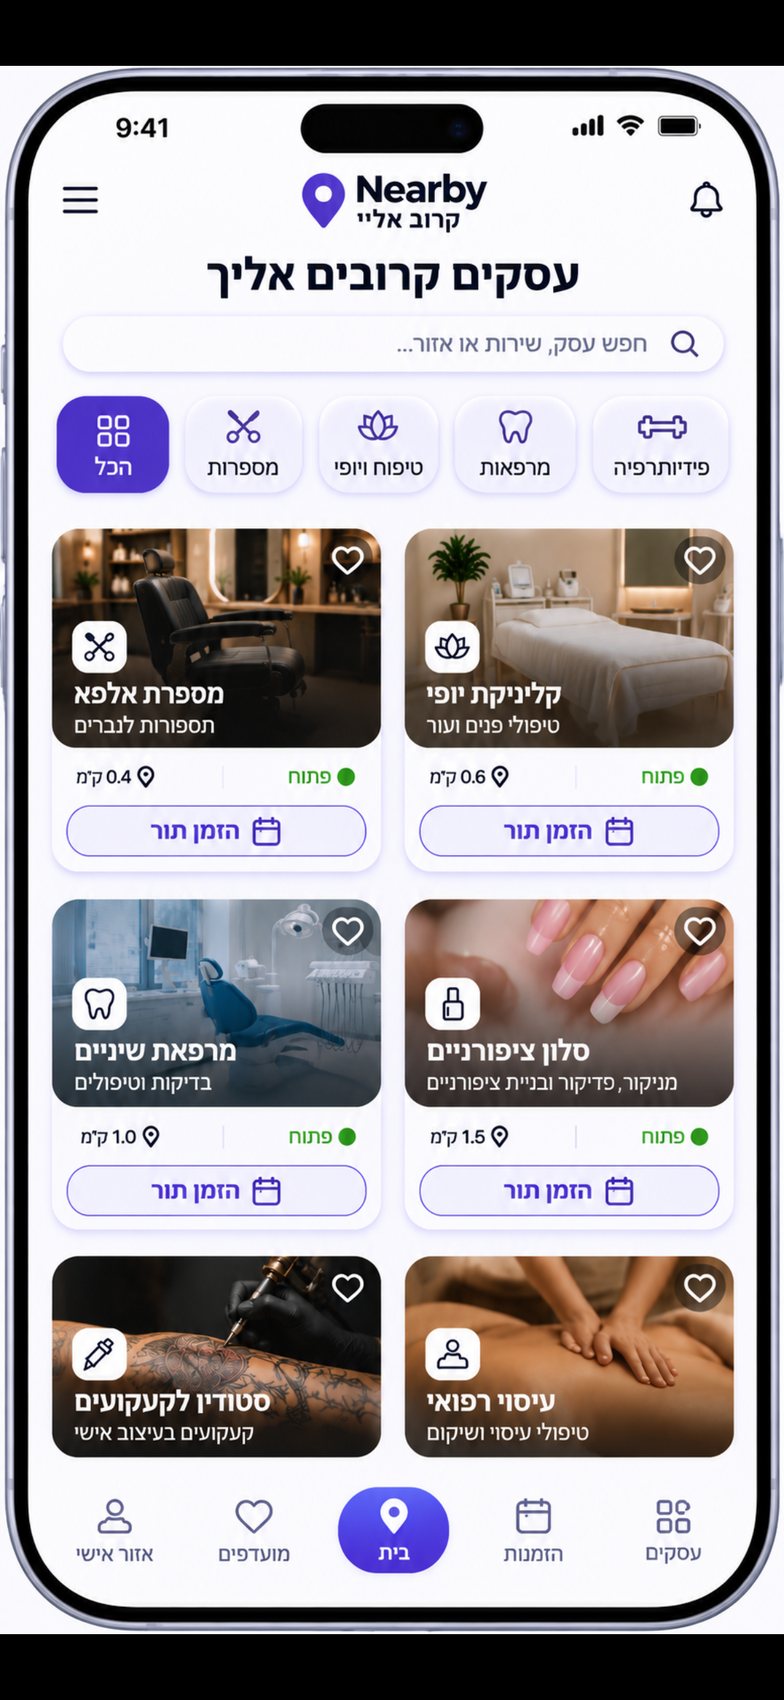 9:41
Nearby
קרוב אליי
עסקים קרובים אליך
חפש עסק, שירות או אזור...
פידיותרפיה
מרפאות
טיפוח ויופי
מספרות
הכל
קליניקת יופי
טיפולי פנים ועור
פתוח
0.6 ק"מ
הזמן תור
מספרת אלפא
תספורות לגברים
פתוח
0.4 ק"מ
הזמן תור
סלון ציפורניים
מניקור, פדיקור ובניית ציפורניים
פתוח
1.5 ק"מ
הזמן תור
מרפאת שיניים
בדיקות וטיפולים
פתוח
1.0 ק"מ
הזמן תור
עיסוי רפואי
טיפולי עיסוי ושיקום
סטודין לקעקועים
קעקועים בעיצוב אישי
עסקים
הזמנות
בית
מועדפים
אזור אישי